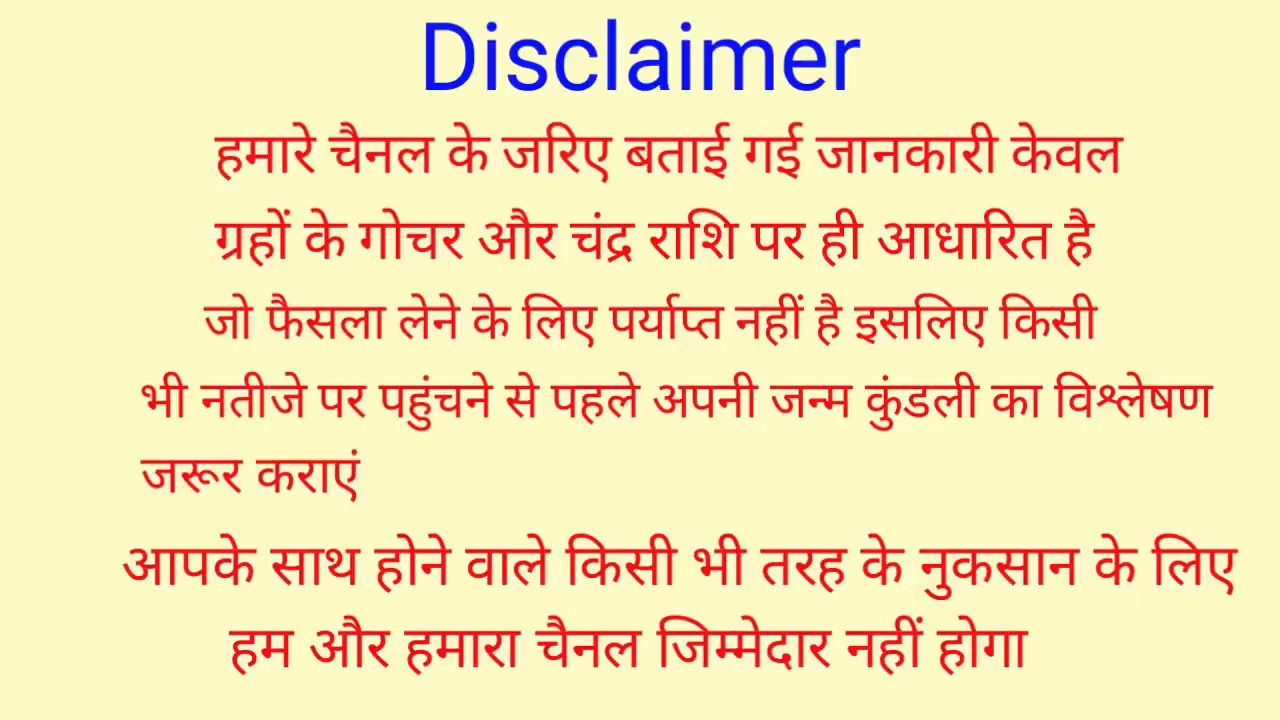 Disclaimer
हमारे चैनल के जरिए बताई गई जानकारी केवल
ग्रहों के गोचर और चंद्र राशि पर ही आधारित है
जो फैसला लेने के लिए पर्याप्त नहीं है इसलिए किसी
भी नतीजे पर पहुंचने से पहले अपनी जन्म कुंडली का विश्लेषण
जरूर कराएं
आपके साथ होने वाले किसी भी तरह के नुकसान के लिए
हम और हमारा चैनल जिम्मेदार नहीं होगा